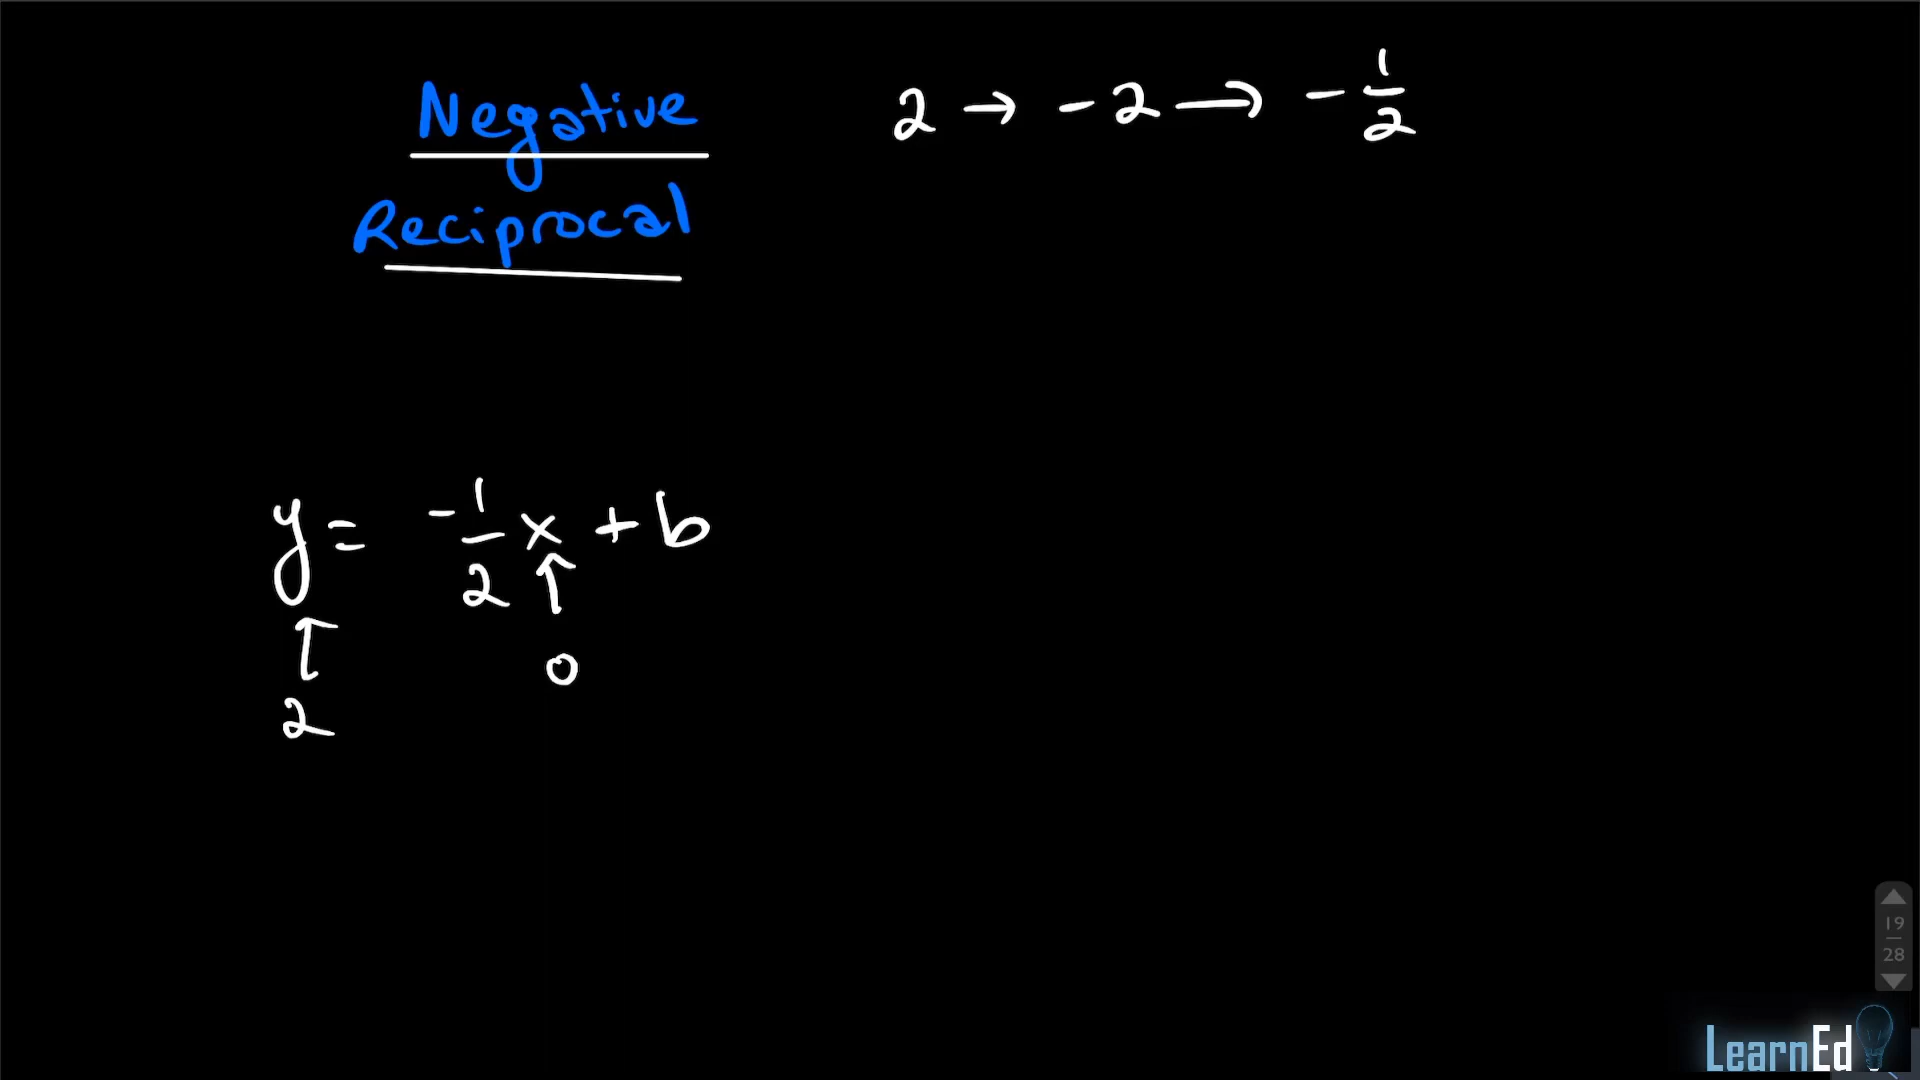 Negative
Reciprocal
2 → -2 → -1/2
y = -1/2 x + b
↑ ↑
2 0
19
28
LearnEd